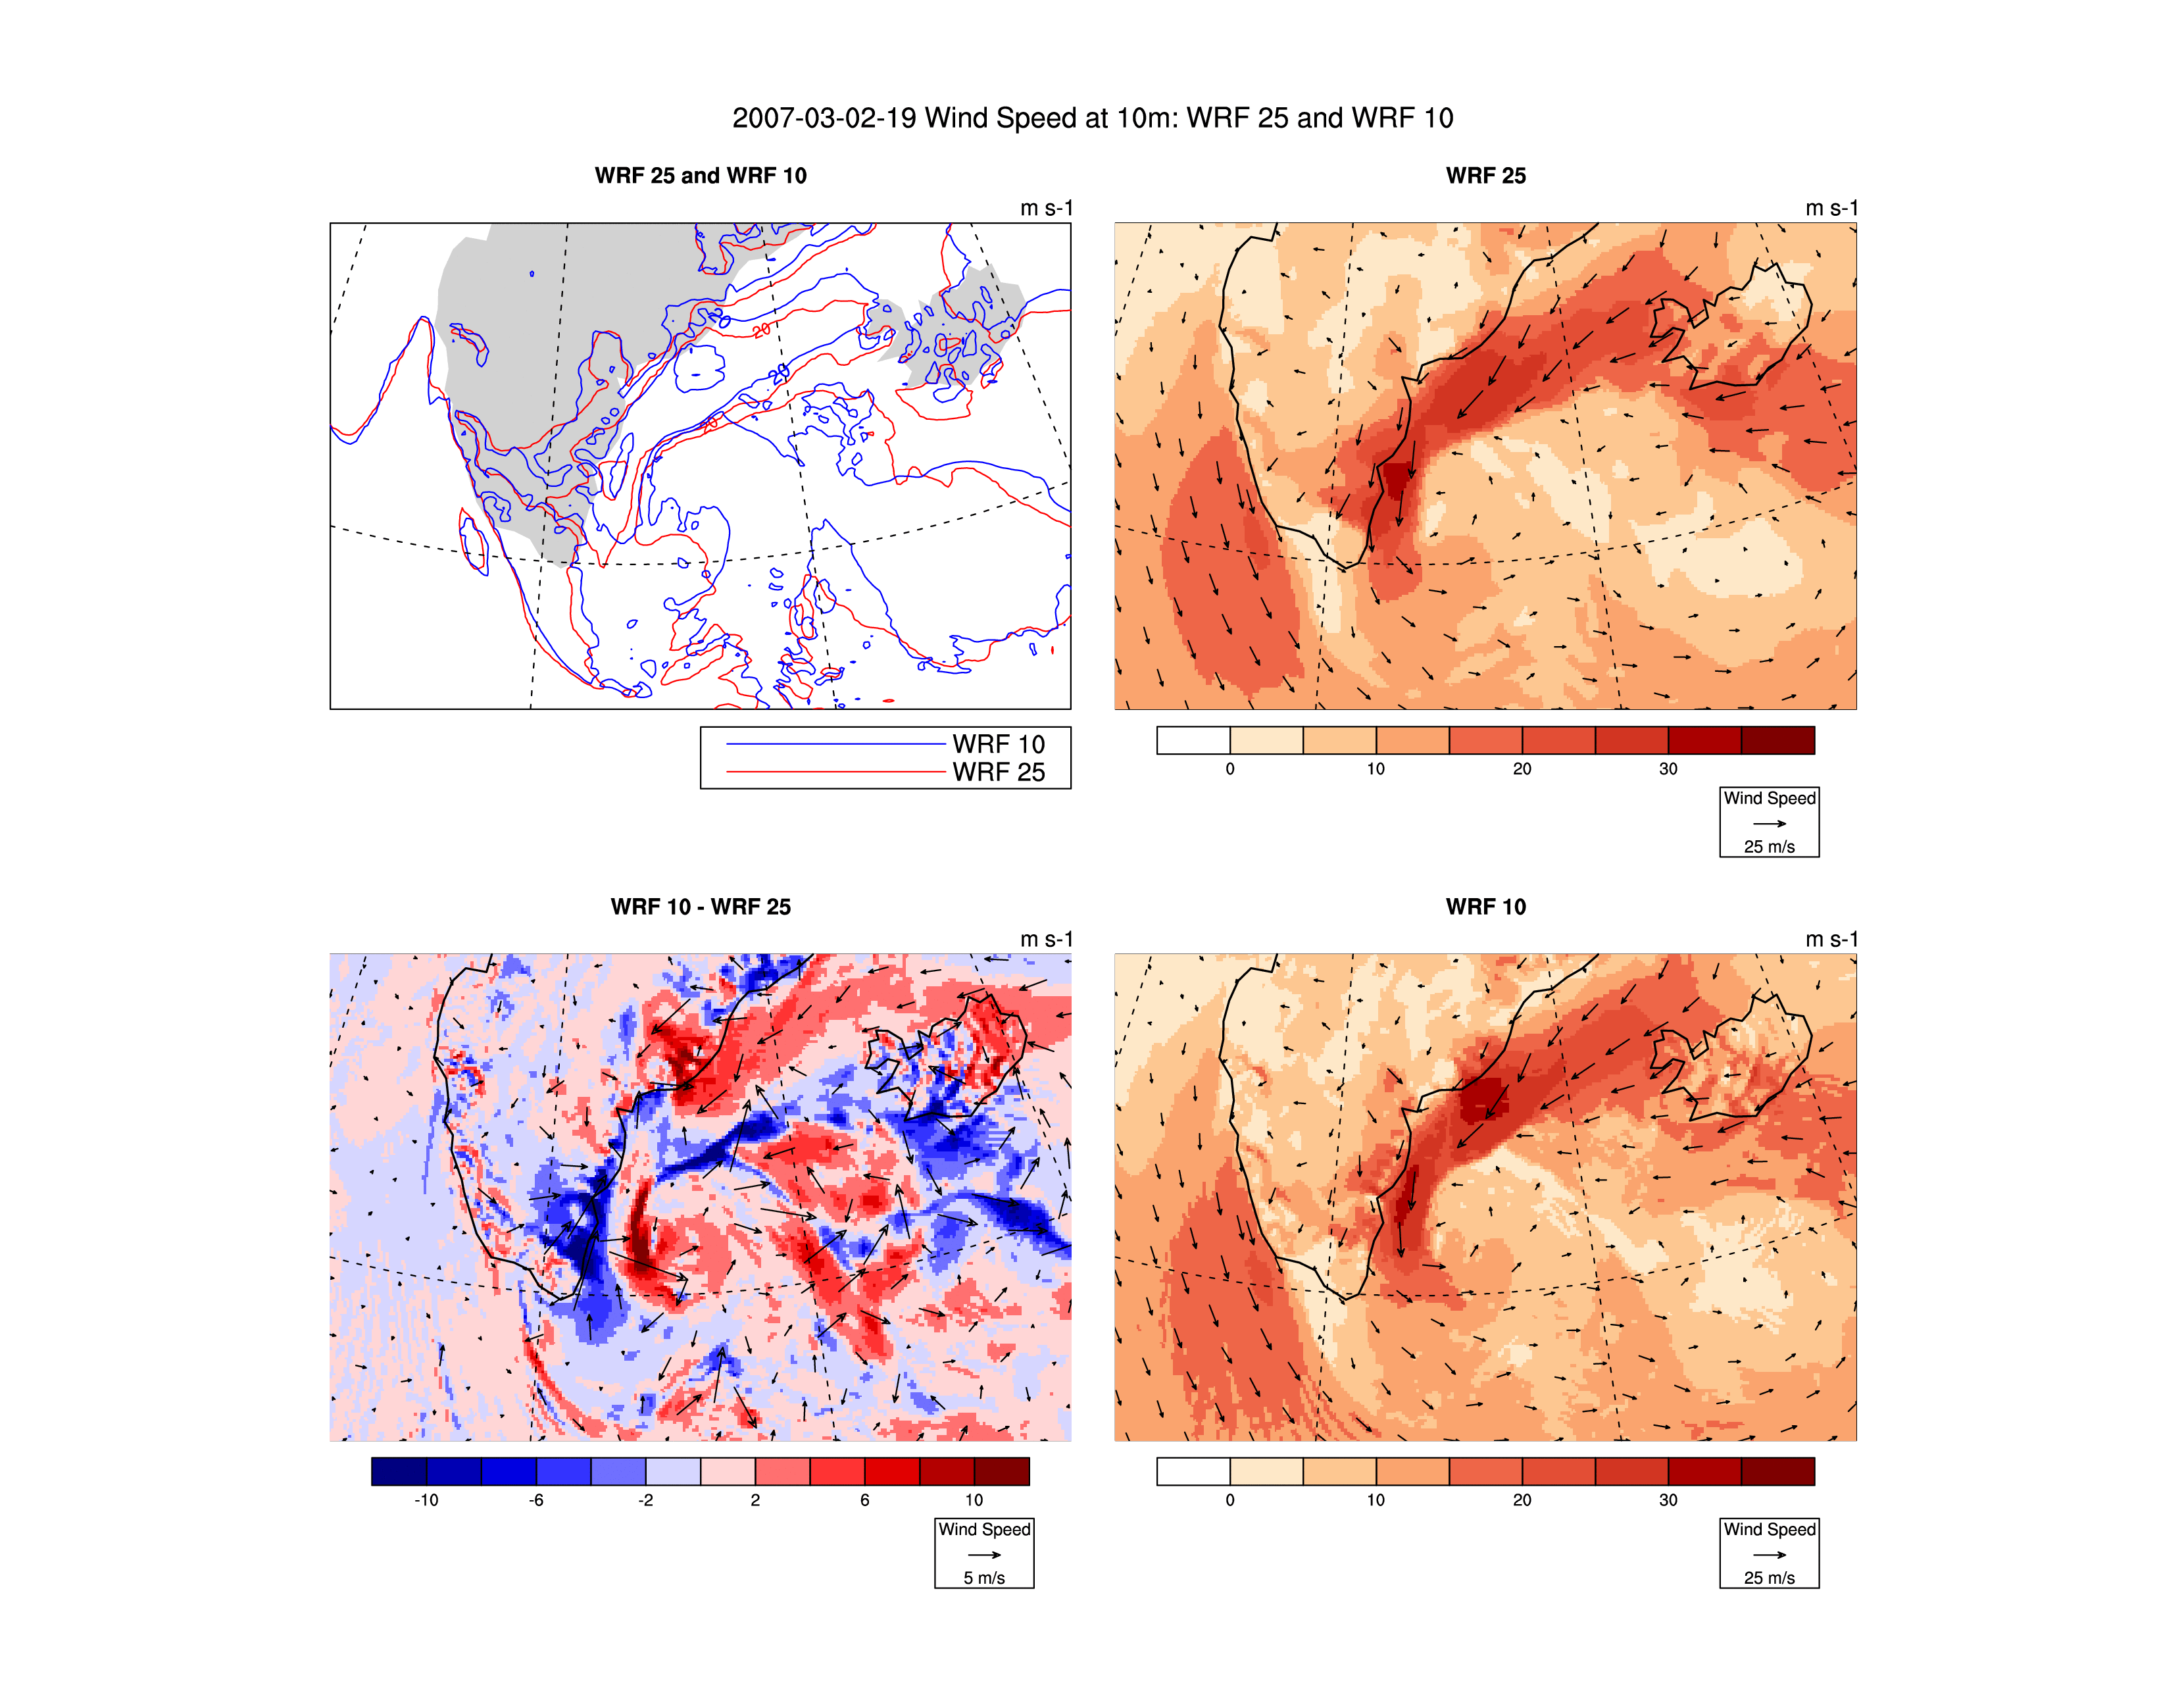 2007-03-02-19 Wind Speed at 10m: WRF 25 and WRF 10
WRF 25 and WRF 10
m s-1
20
20
20
20
WRF 10
WRF 25
WRF 25
m s-1
0 10 20 30
Wind Speed
25 m/s
WRF 10 - WRF 25
m s-1
-10 -6 -2 2 6 10
Wind Speed
5 m/s
WRF 10
m s-1
0 10 20 30
Wind Speed
25 m/s